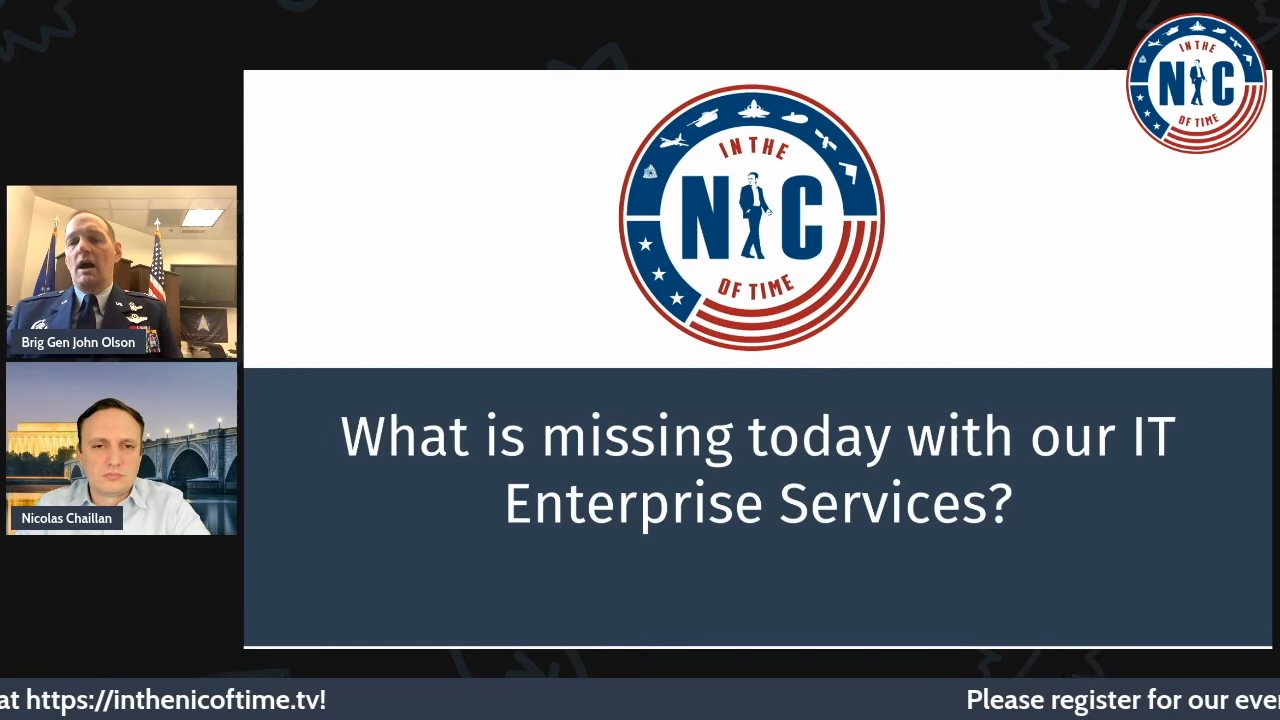 IN THE
NIC
OF TIME
IN THE
NIC
OF TIME
Brig Gen John Olson
Nicolas Chaillan
What is missing today with our IT
Enterprise Services?
at https://inthenicoftime.tv!
Please register for our eve